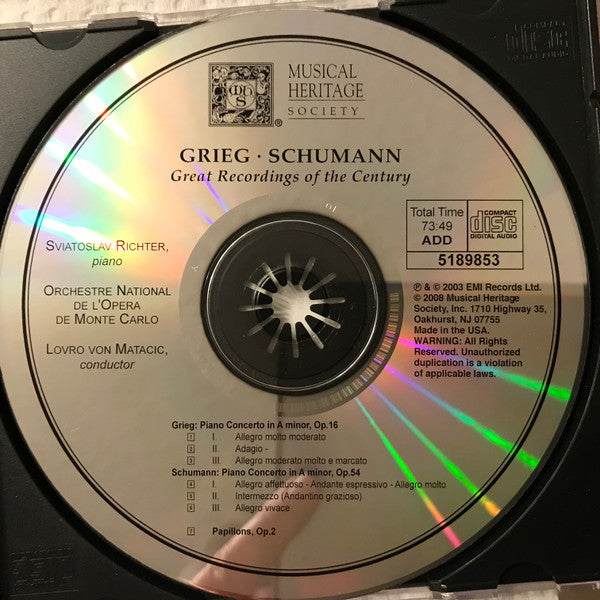 MHS
MUSICAL
HERITAGE
SOCIETY
®
GRIEG · SCHUMANN
Great Recordings of the Century
SVIATOSLAV RICHTER,
piano
ORCHESTRE NATIONAL
DE L'OPERA
DE MONTE CARLO
LOVRO VON MATACIC,
conductor
Total Time
73:49
ADD
COMPACT
disc
DIGITAL AUDIO
5189853
℗ & © 2003 EMI Records Ltd.
© 2008 Musical Heritage
Society, Inc. 1710 Highway 35,
Oakhurst, NJ 07755
Made in the USA.
WARNING: All Rights
Reserved. Unauthorized
duplication is a violation
of applicable laws.
Grieg: Piano Concerto in A minor, Op.16
1 I. Allegro molto moderato
2 II. Adagio -
3 III. Allegro moderato molto e marcato
Schumann: Piano Concerto in A minor, Op.54
4 I. Allegro affettuoso - Andante espressivo - Allegro molto
5 II. Intermezzo (Andantino grazioso)
6 III. Allegro vivace
7 Papillons, Op.2